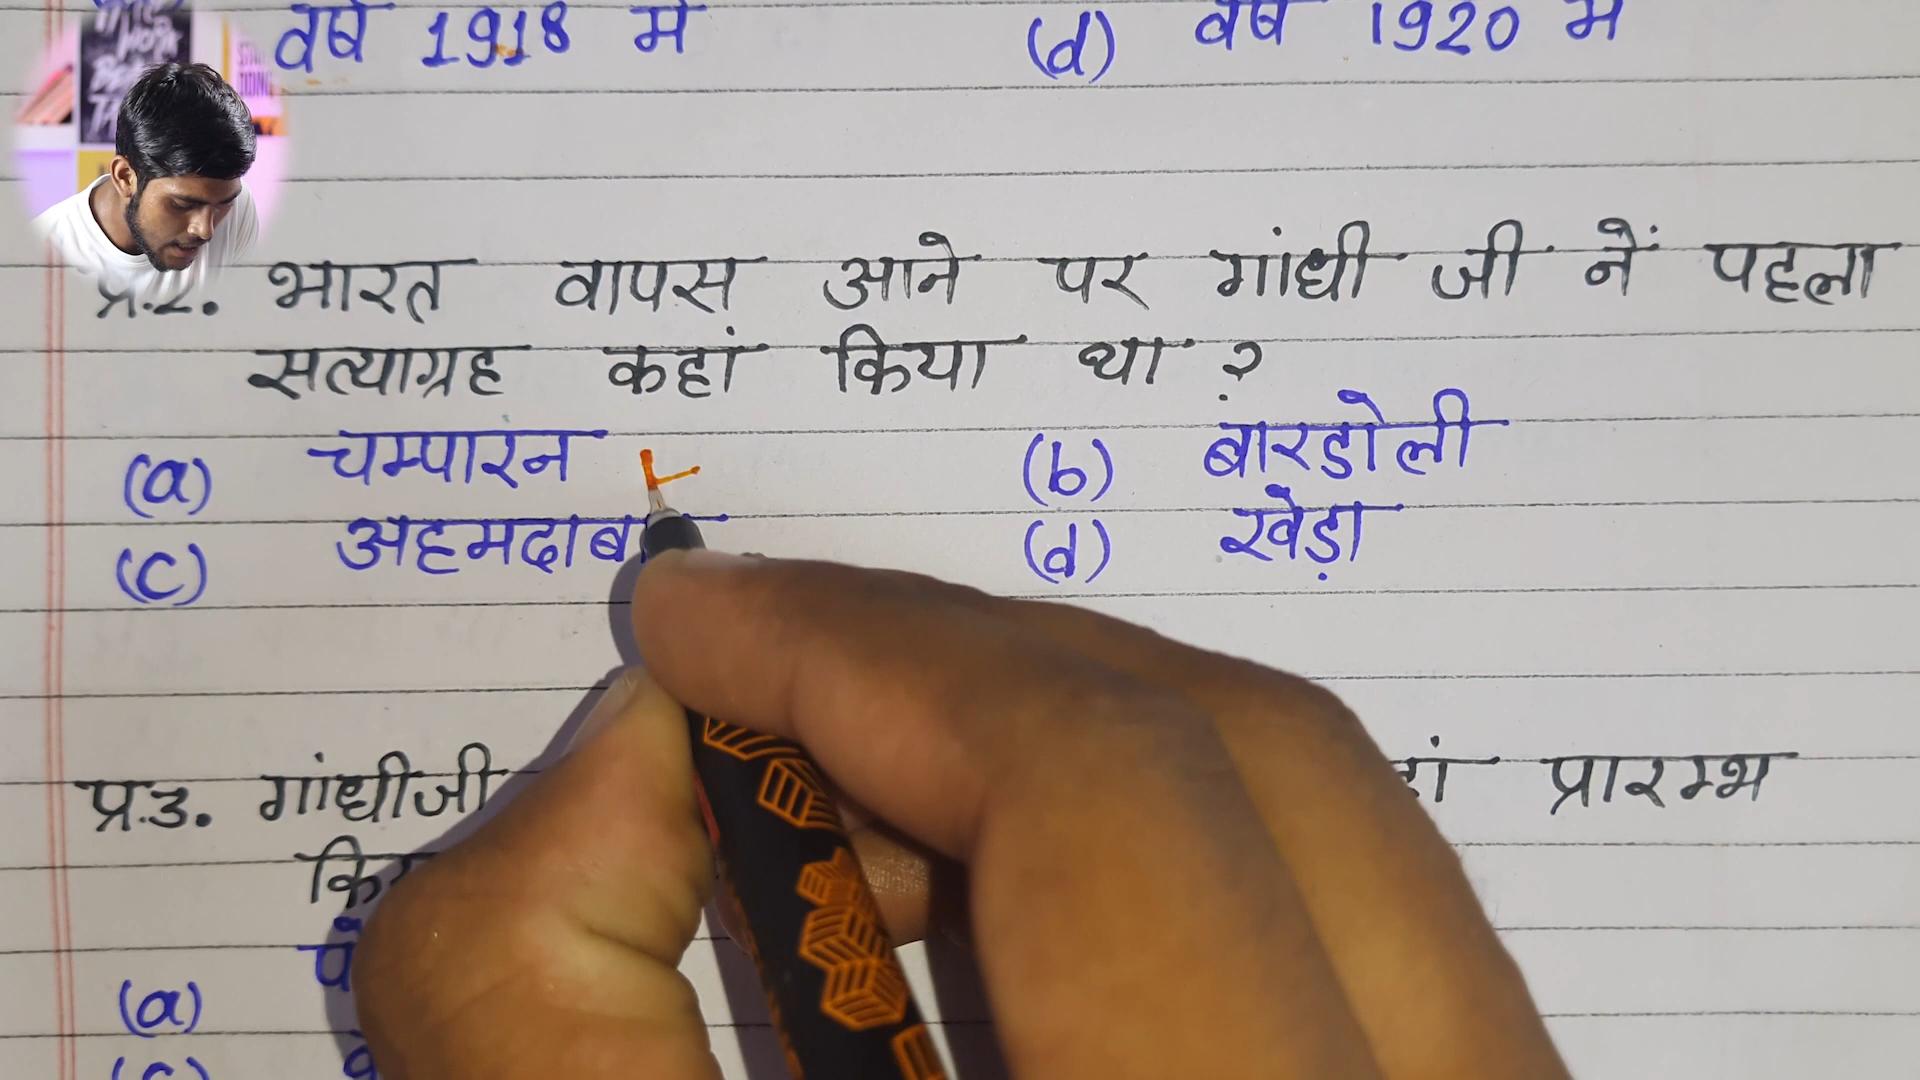 वर्ष 1918 में (d) वर्ष 1920 में
प्र.2. भारत वापस आने पर गांधी जी नें पहला
सत्याग्रह कहां किया था ?
(a) चम्पारन (b) बारडोली
(c) अहमदाबा (d) खेड़ा
प्र.3. गांधीजी प्रारम्भ
(a)
(c)